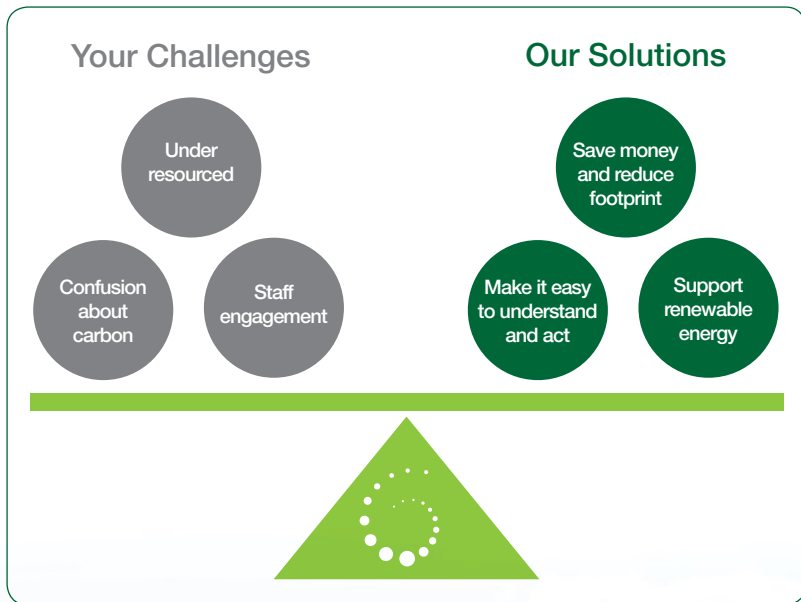 Your Challenges
Our Solutions
Under
resourced
Confusion
about
carbon
Staff
engagement
Save money
and reduce
footprint
Make it easy
to understand
and act
Support
renewable
energy